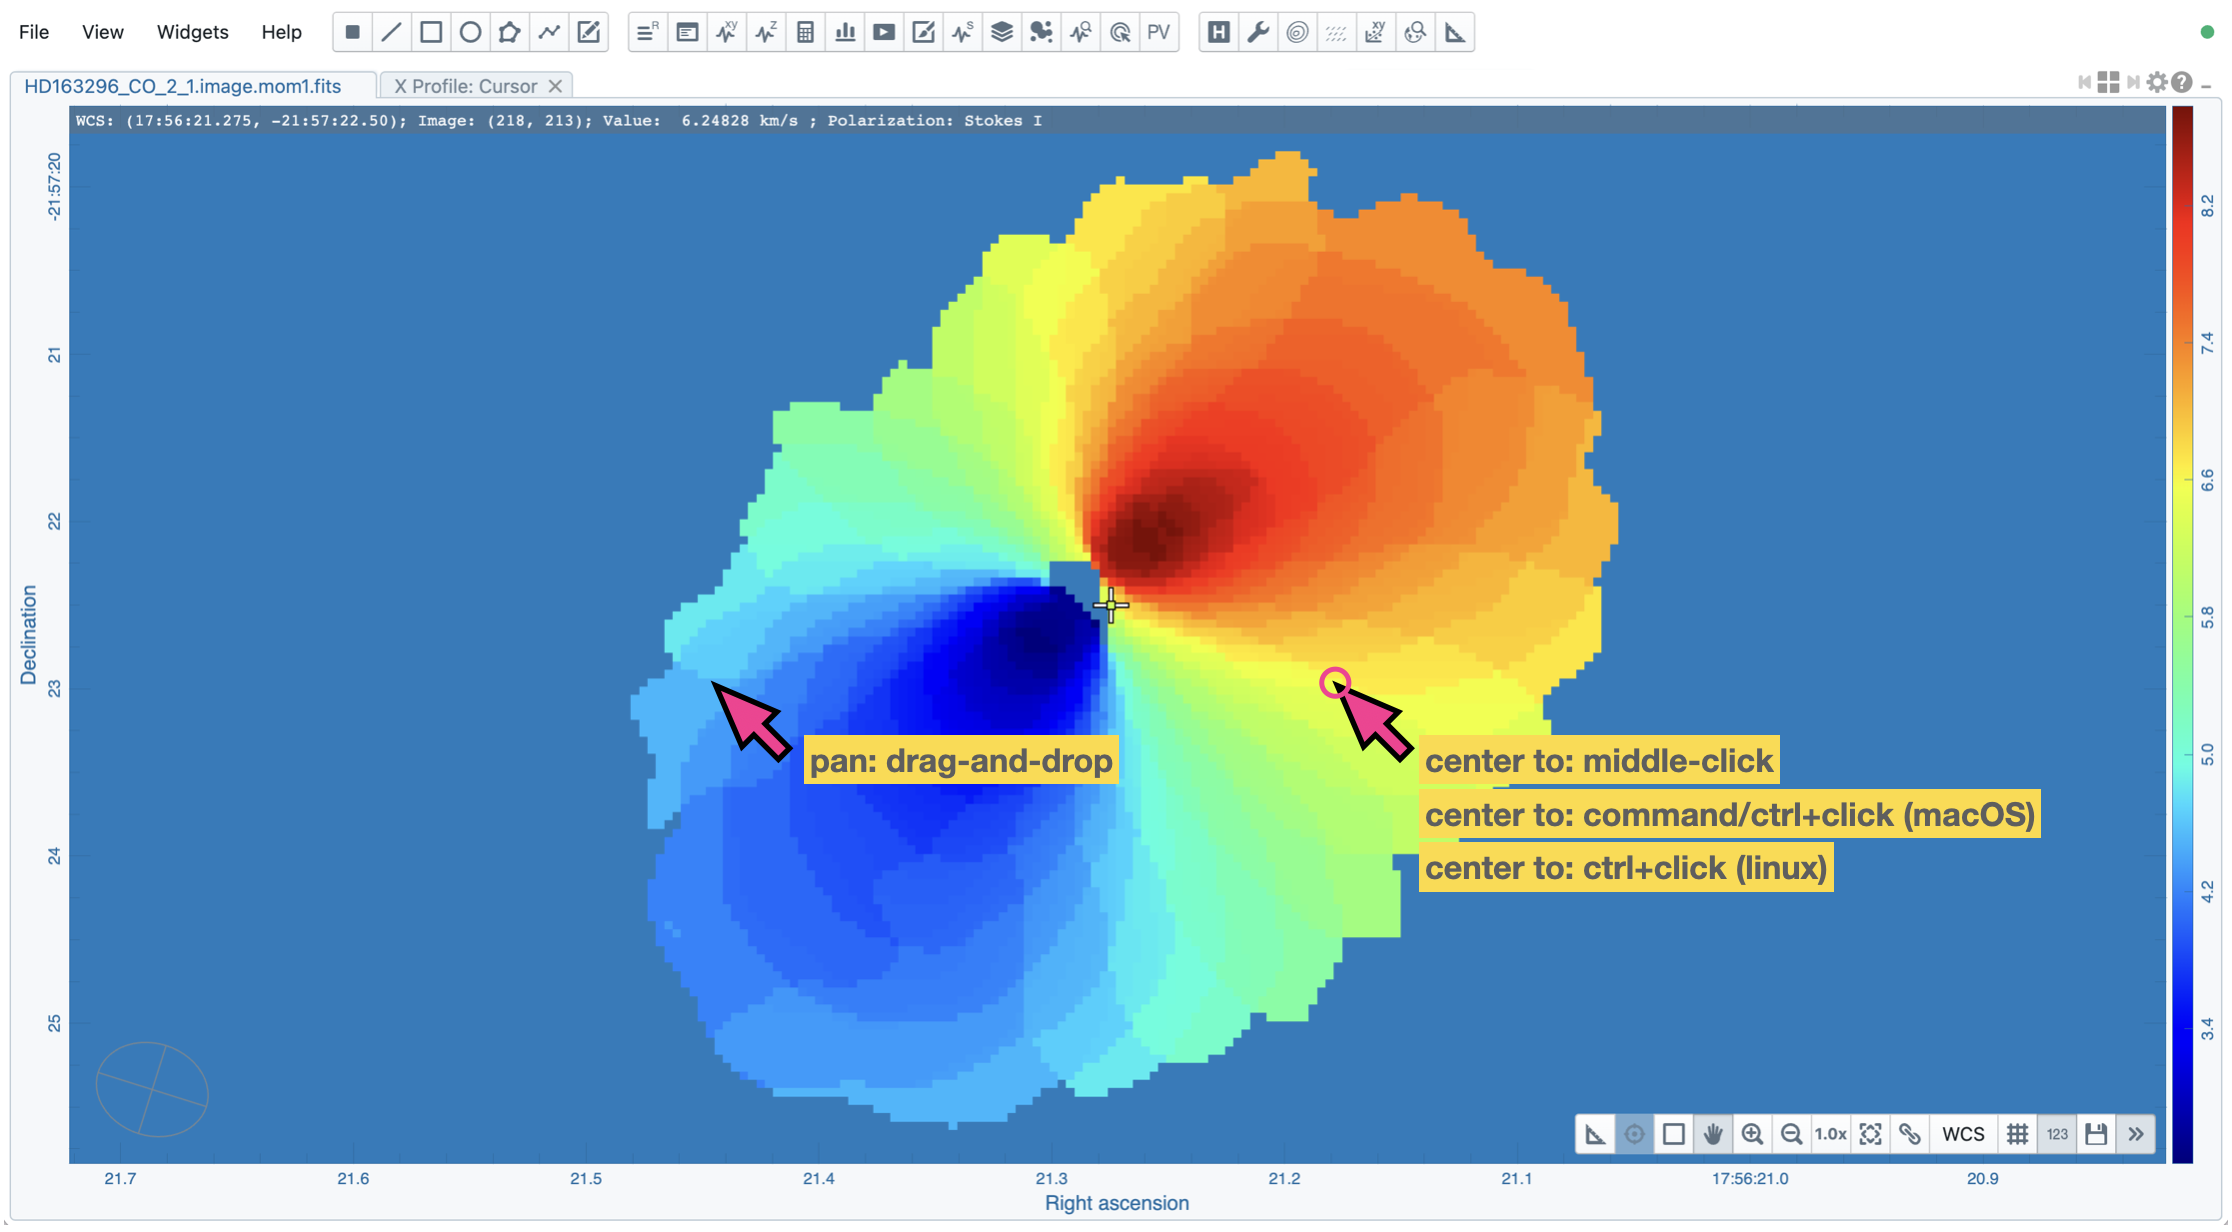 File View Widgets Help
R XY Z S PV H xy
HD163296_CO_2_1.image.mom1.fits X Profile: Cursor
WCS: (17:56:21.275, -21:57:22.50); Image: (218, 213); Value: 6.24828 km/s ; Polarization: Stokes I
-21:57:20
21
22
23
24
25
Declination
8.2
7.4
6.6
5.8
5.0
4.2
3.4
pan: drag-and-drop
center to: middle-click
center to: command/ctrl+click (macOS)
center to: ctrl+click (linux)
1.0x WCS 123
21.7 21.6 21.5 21.4 21.3 21.2 21.1 17:56:21.0 20.9
Right ascension